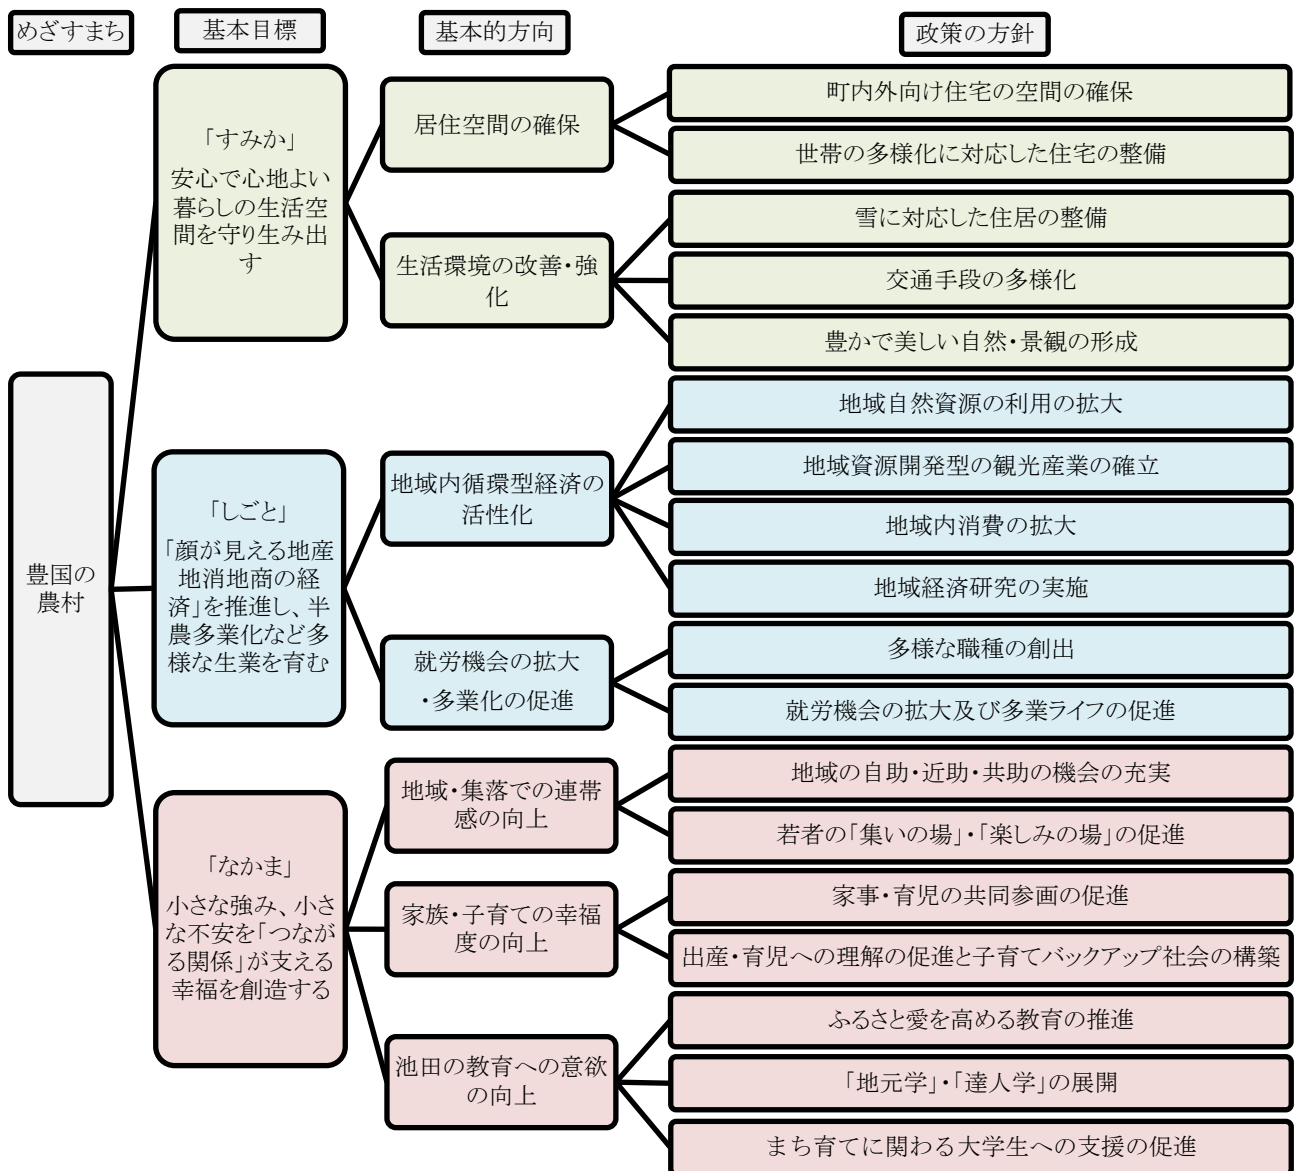 めざすまち
基本目標
基本的方向
政策の方針
豊国の
農村
「すみか」
安心で心地よい
暮らしの生活空
間を守り生み出
す
居住空間の確保
町内外向け住宅の空間の確保
世帯の多様化に対応した住宅の整備
生活環境の改善・強
化
雪に対応した住居の整備
交通手段の多様化
豊かで美しい自然・景観の形成
「しごと」
「顔が見える地産
地消地商の経
済」を推進し、半
農多業化など多
様な生業を育む
地域内循環型経済の
活性化
地域自然資源の利用の拡大
地域資源開発型の観光産業の確立
地域内消費の拡大
地域経済研究の実施
就労機会の拡大
・多業化の促進
多様な職種の創出
就労機会の拡大及び多業ライフの促進
「なかま」
小さな強み、小さ
な不安を「つなが
る関係」が支える
幸福を創造する
地域・集落での連帯
感の向上
地域の自助・近助・共助の機会の充実
若者の「集いの場」・「楽しみの場」の促進
家族・子育ての幸福
度の向上
家事・育児の共同参画の促進
出産・育児への理解の促進と子育てバックアップ社会の構築
池田の教育への意欲
の向上
ふるさと愛を高める教育の推進
「地元学」・「達人学」の展開
まち育てに関わる大学生への支援の促進